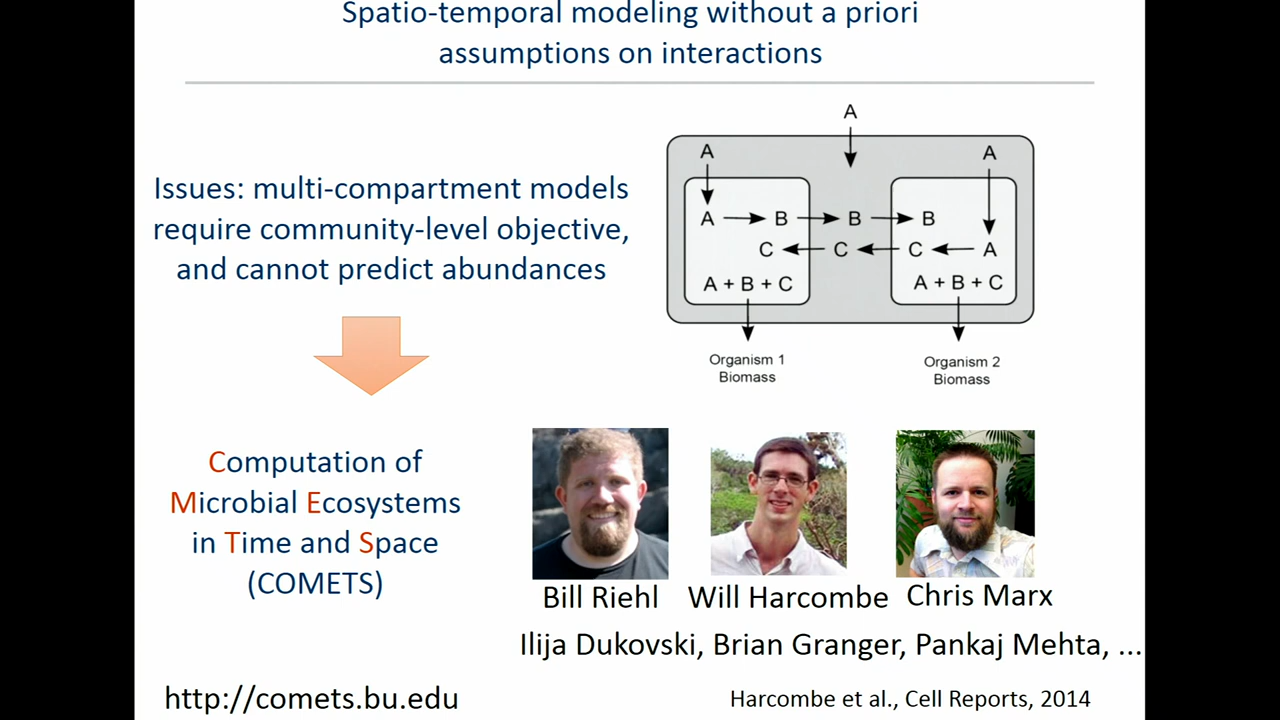 Spatio-temporal modeling without a priori
assumptions on interactions
Issues: multi-compartment models
require community-level objective,
and cannot predict abundances
A
A A
A B B B
C C C A
A + B + C A + B + C
Organism 1
Biomass
Organism 2
Biomass
Computation of
Microbial Ecosystems
in Time and Space
(COMETS)
Bill Riehl Will Harcombe Chris Marx
Ilija Dukovski, Brian Granger, Pankaj Mehta, ...
http://comets.bu.edu
Harcombe et al., Cell Reports, 2014